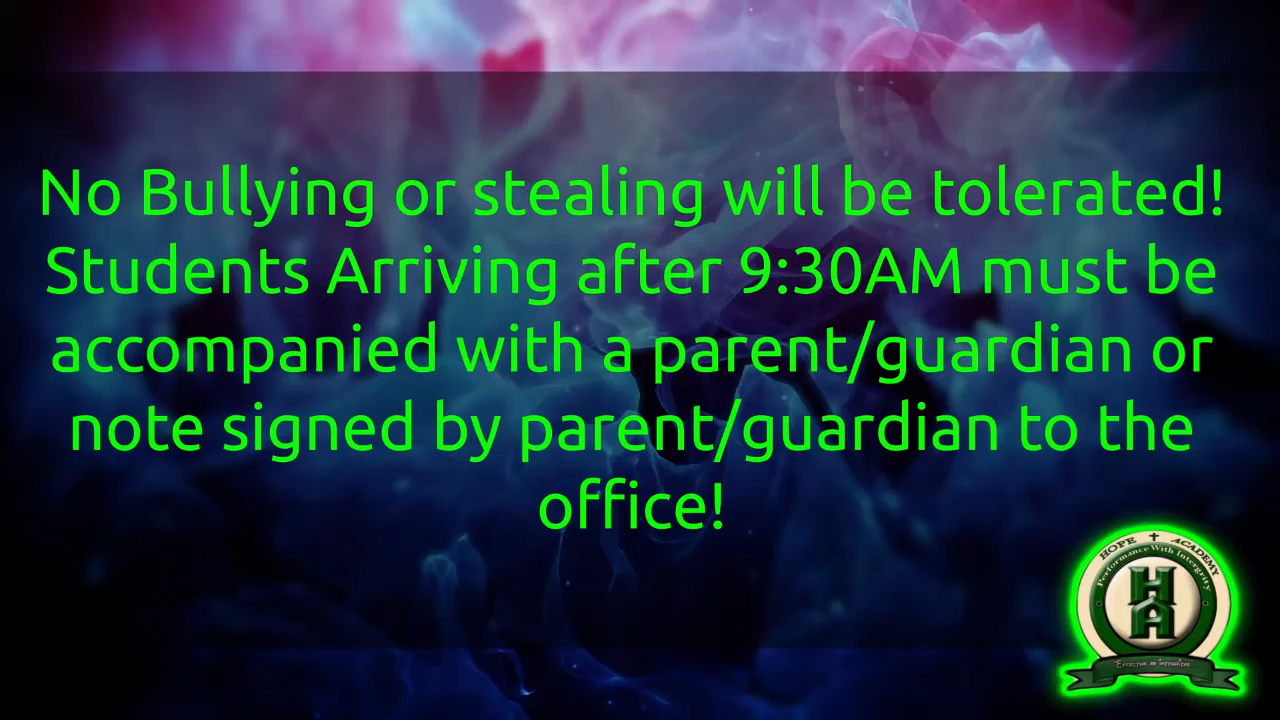 No Bullying or stealing will be tolerated!
Students Arriving after 9:30AM must be
accompanied with a parent/guardian or
note signed by parent/guardian to the
office!
HOPE ACADEMY
Performance With Intergrity
HA